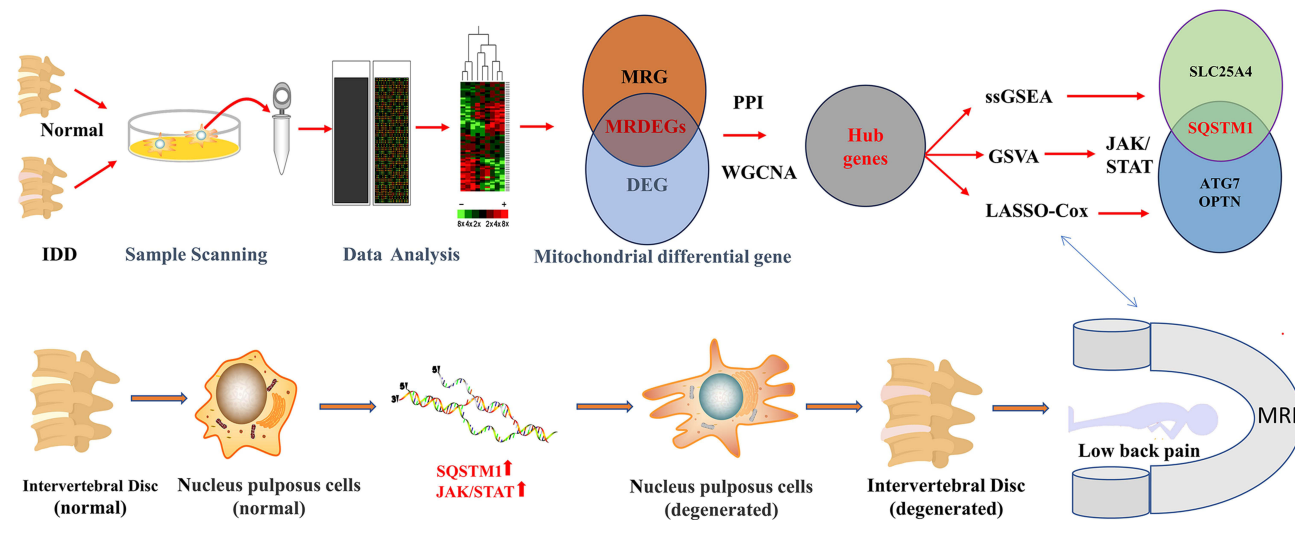 Normal
IDD
Sample Scanning
Data Analysis
− +
8x 4x 2x 2x 4x 8x
MRG
MRDEGs
DEG
Mitochondrial differential gene
PPI
WGCNA
Hub
genes
ssGSEA
GSVA
LASSO-Cox
JAK/
STAT
SLC25A4
SQSTM1
ATG7
OPTN
Intervertebral Disc
(normal)
Nucleus pulposus cells
(normal)
5'
5'
3'
SQSTM1
JAK/STAT
Nucleus pulposus cells
(degenerated)
Intervertebral Disc
(degenerated)
Low back pain
MRI